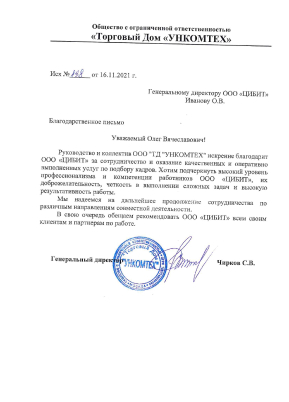 Общество с ограниченной ответственностью
«Торговый Дом «УНКОМТЕХ»
Исх № 198 от 16.11.2021 г.
Генеральному директору ООО «ЦИБИТ»
Иванову О.В.
Благодарственное письмо
Уважаемый Олег Вячеславович!
Руководство и коллектив ООО "ТД "УНКОМТЕХ" искренне благодарит
ООО «ЦИБИТ» за сотрудничество и оказание качественных и оперативно
выполненных услуг по подбору кадров. Хотим подчеркнуть высокий уровень
профессионализма и компетенции работников ООО «ЦИБИТ», их
доброжелательность, четкость в выполнении сложных задач и высокую
результативность работы.
Мы надеемся на дальнейшее продолжение сотрудничества по
различным направлениям совместной деятельности.
В свою очередь обещаем рекомендовать ООО «ЦИБИТ» всем своим
клиентам и партнерам по работе.
Генеральный директор
УНКОМТЕХ
Чирков С.В.